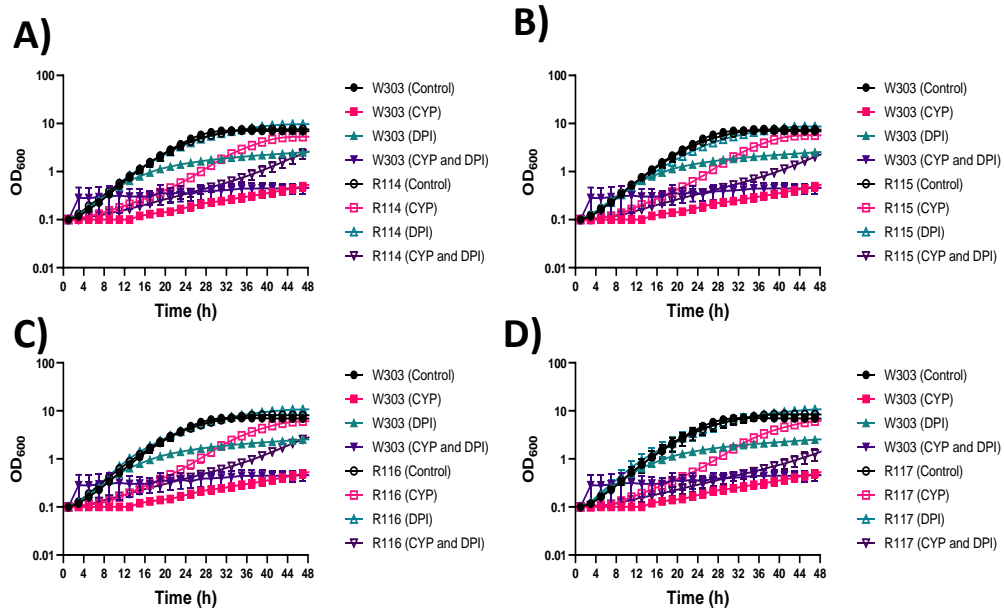 A)
100
10
1
0.1
0.01
OD600
0 4 8 12 16 20 24 28 32 36 40 44 48
Time (h)
W303 (Control)
W303 (CYP)
W303 (DPI)
W303 (CYP and DPI)
R114 (Control)
R114 (CYP)
R114 (DPI)
R114 (CYP and DPI)
B)
100
10
1
0.1
0.01
OD600
0 4 8 12 16 20 24 28 32 36 40 44 48
Time (h)
W303 (Control)
W303 (CYP)
W303 (DPI)
W303 (CYP and DPI)
R115 (Control)
R115 (CYP)
R115 (DPI)
R115 (CYP and DPI)
C)
100
10
1
0.1
0.01
OD600
0 4 8 12 16 20 24 28 32 36 40 44 48
Time (h)
W303 (Control)
W303 (CYP)
W303 (DPI)
W303 (CYP and DPI)
R116 (Control)
R116 (CYP)
R116 (DPI)
R116 (CYP and DPI)
D)
100
10
1
0.1
0.01
OD600
0 4 8 12 16 20 24 28 32 36 40 44 48
Time (h)
W303 (Control)
W303 (CYP)
W303 (DPI)
W303 (CYP and DPI)
R117 (Control)
R117 (CYP)
R117 (DPI)
R117 (CYP and DPI)